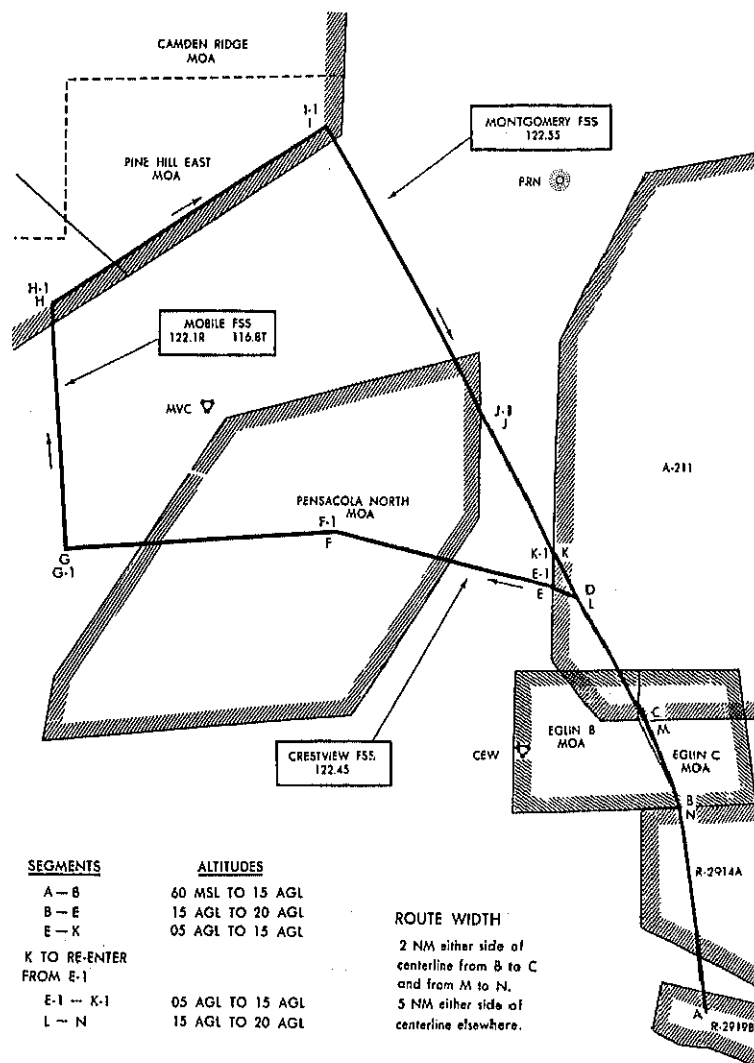 CAMDEN RIDGE
MOA
I-1
I
MONTGOMERY FSS
122.55
PINE HILL EAST
MOA
PRN
H-1
H
MOBILE FSS
122.1R 116.8T
MVC
J-1
J
A-211
PENSACOLA NORTH
MOA
F-1
F
G
G-1
K-1 K
E-1
E
D
L
C
M
EGLIN B
MOA
EGLIN C
MOA
CEW
CRESTVIEW FSS
122.45
B
N
R-2914A
A
R-2919B
SEGMENTS ALTITUDES
A — B 60 MSL TO 15 AGL
B — E 15 AGL TO 20 AGL
E — K 05 AGL TO 15 AGL
K TO RE-ENTER
FROM E-1
E-1 — K-1 05 AGL TO 15 AGL
L — N 15 AGL TO 20 AGL
ROUTE WIDTH
2 NM either side of
centerline from B to C
and from M to N.
5 NM either side of
centerline elsewhere.